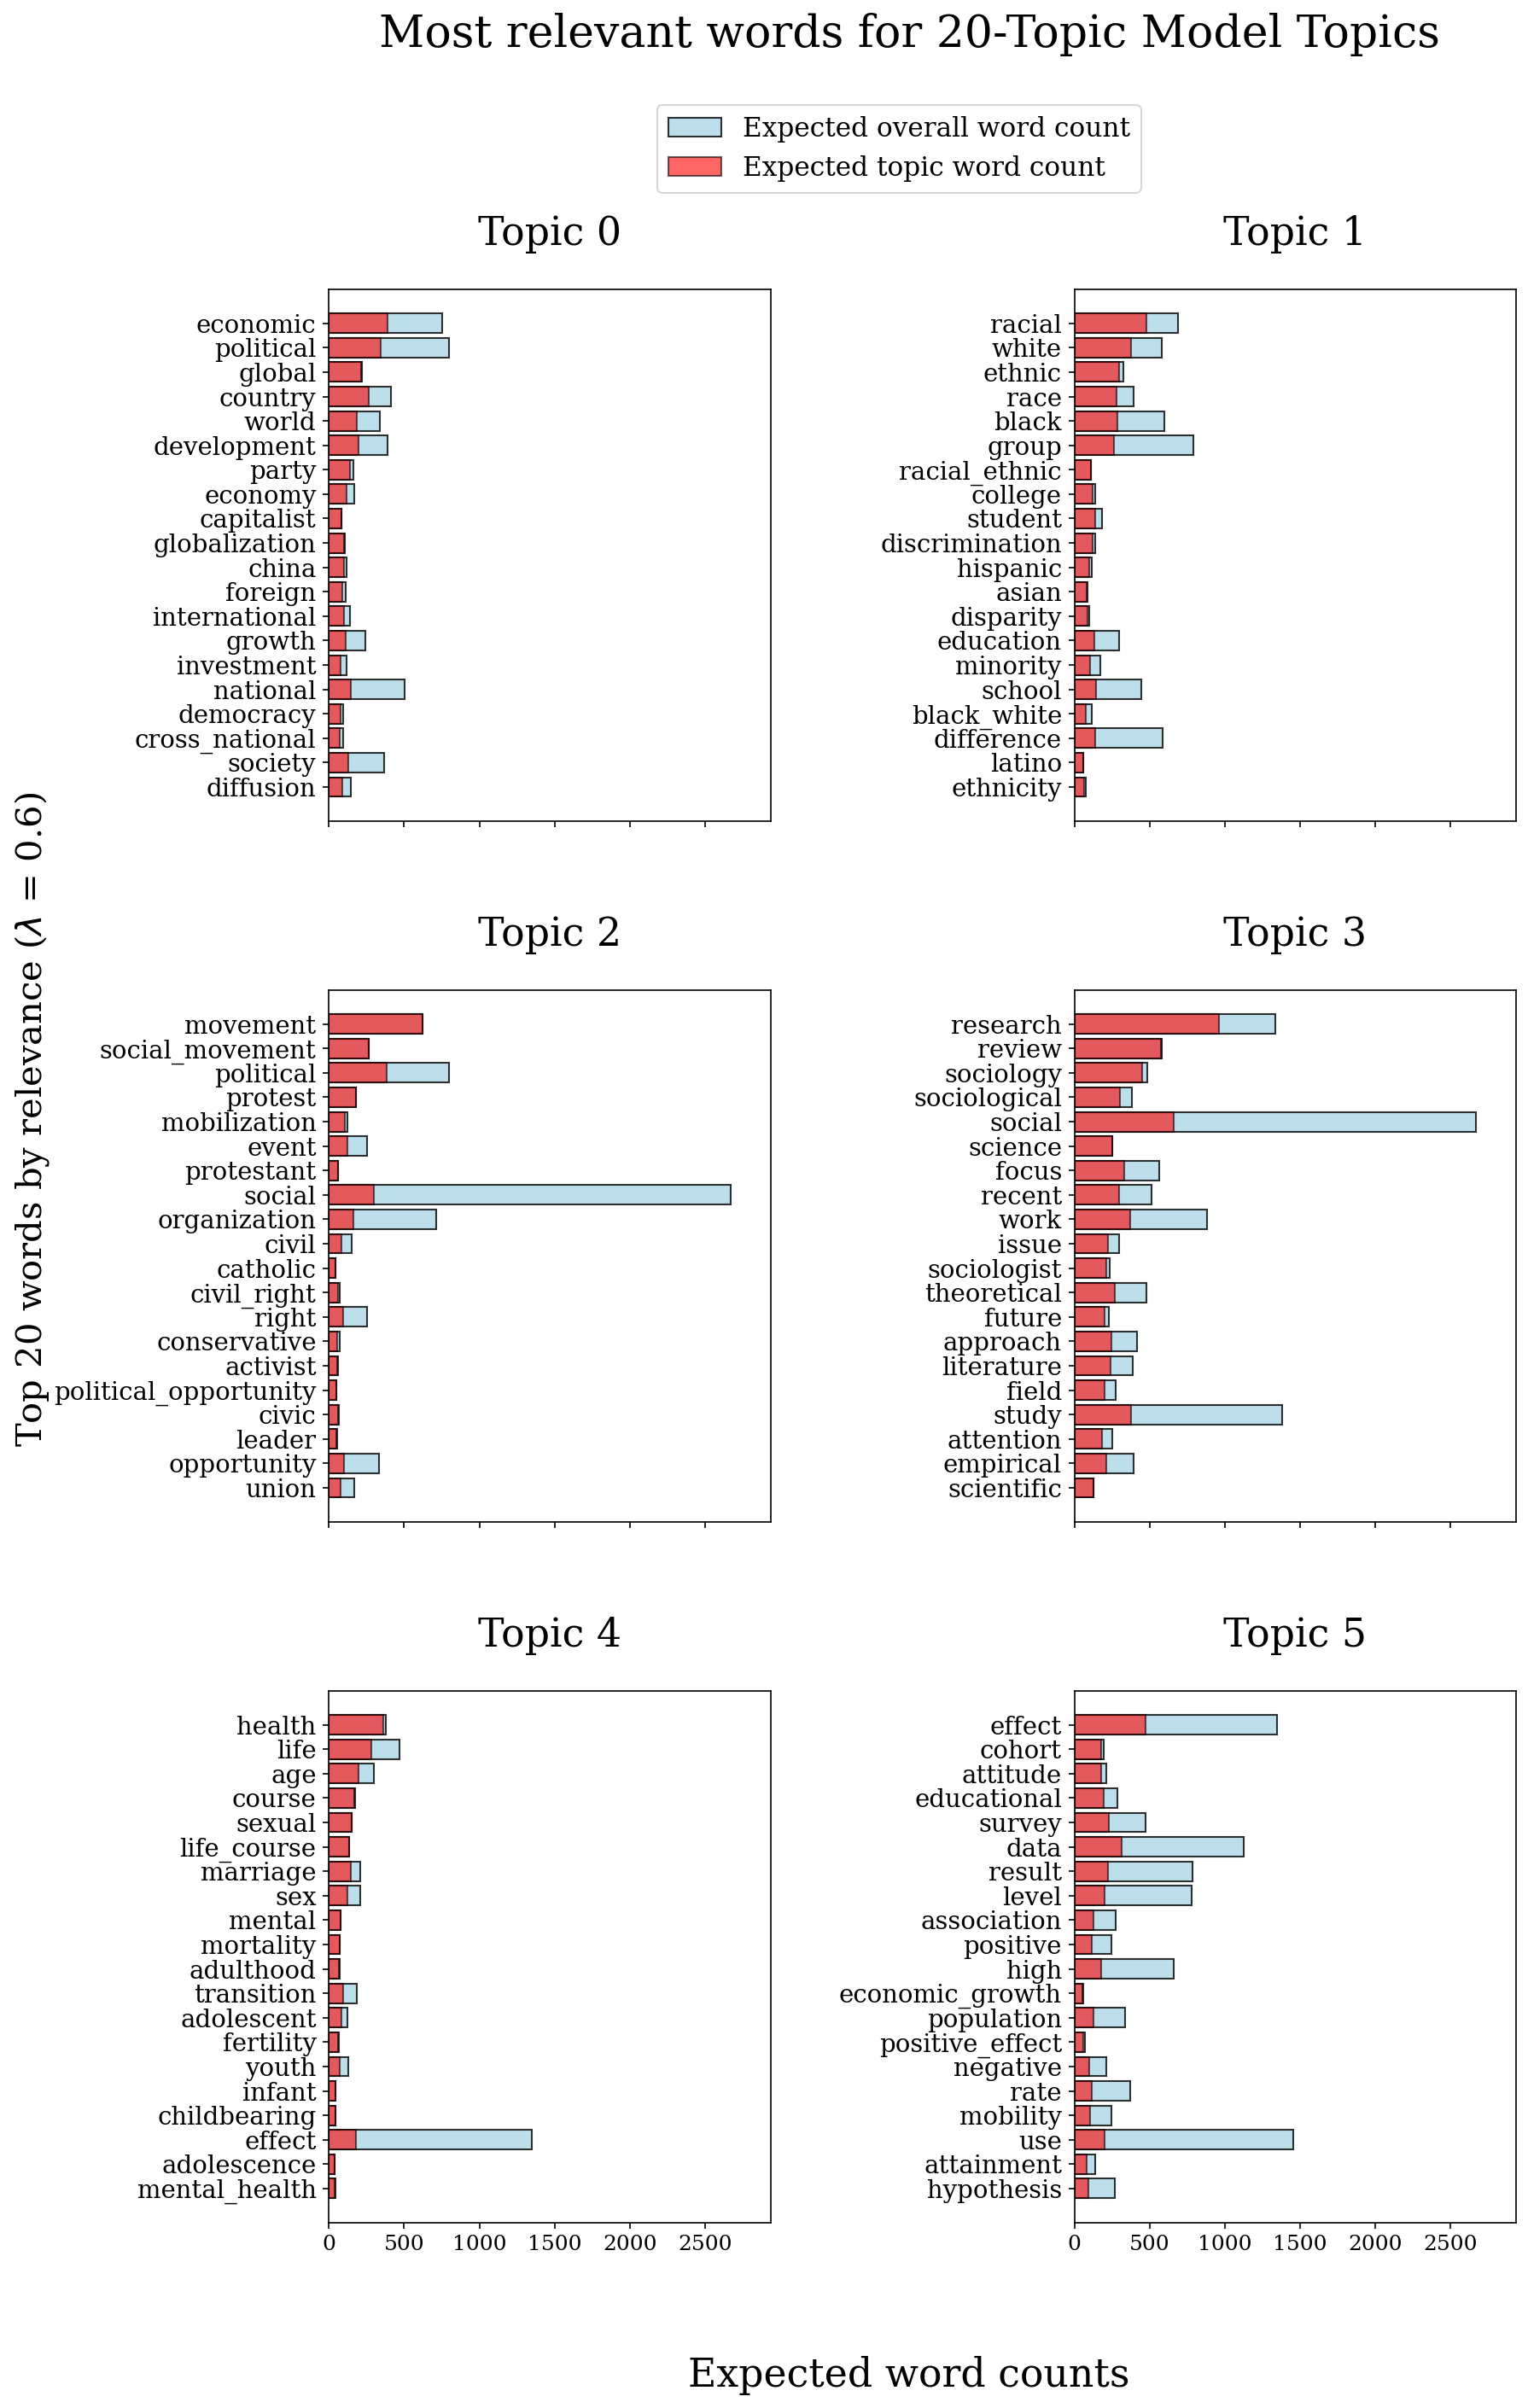 Most relevant words for 20-Topic Model Topics
Expected overall word count
Expected topic word count
Top 20 words by relevance (λ = 0.6)
Topic 0
economic
political
global
country
world
development
party
economy
capitalist
globalization
china
foreign
international
growth
investment
national
democracy
cross_national
society
diffusion
Topic 1
racial
white
ethnic
race
black
group
racial_ethnic
college
student
discrimination
hispanic
asian
disparity
education
minority
school
black_white
difference
latino
ethnicity
Topic 2
movement
social_movement
political
protest
mobilization
event
protestant
social
organization
civil
catholic
civil_right
right
conservative
activist
political_opportunity
civic
leader
opportunity
union
Topic 3
research
review
sociology
sociological
social
science
focus
recent
work
issue
sociologist
theoretical
future
approach
literature
field
study
attention
empirical
scientific
Topic 4
health
life
age
course
sexual
life_course
marriage
sex
mental
mortality
adulthood
transition
adolescent
fertility
youth
infant
childbearing
effect
adolescence
mental_health
0 500 1000 1500 2000 2500
Topic 5
effect
cohort
attitude
educational
survey
data
result
level
association
positive
high
economic_growth
population
positive_effect
negative
rate
mobility
use
attainment
hypothesis
0 500 1000 1500 2000 2500
Expected word counts